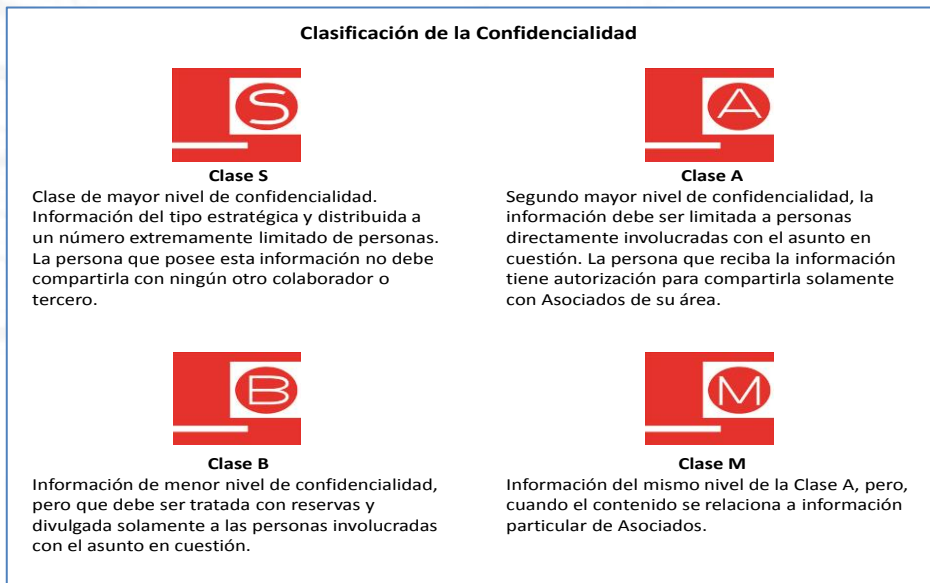 Clasificación de la Confidencialidad
S
Clase S
Clase de mayor nivel de confidencialidad.
Información del tipo estratégica y distribuida a
un número extremamente limitado de personas.
La persona que posee esta información no debe
compartirla con ningún otro colaborador o
tercero.
A
Clase A
Segundo mayor nivel de confidencialidad, la
información debe ser limitada a personas
directamente involucradas con el asunto en
cuestión. La persona que reciba la información
tiene autorización para compartirla solamente
con Asociados de su área.
B
Clase B
Información de menor nivel de confidencialidad,
pero que debe ser tratada con reservas y
divulgada solamente a las personas involucradas
con el asunto en cuestión.
M
Clase M
Información del mismo nivel de la Clase A, pero,
cuando el contenido se relaciona a información
particular de Asociados.